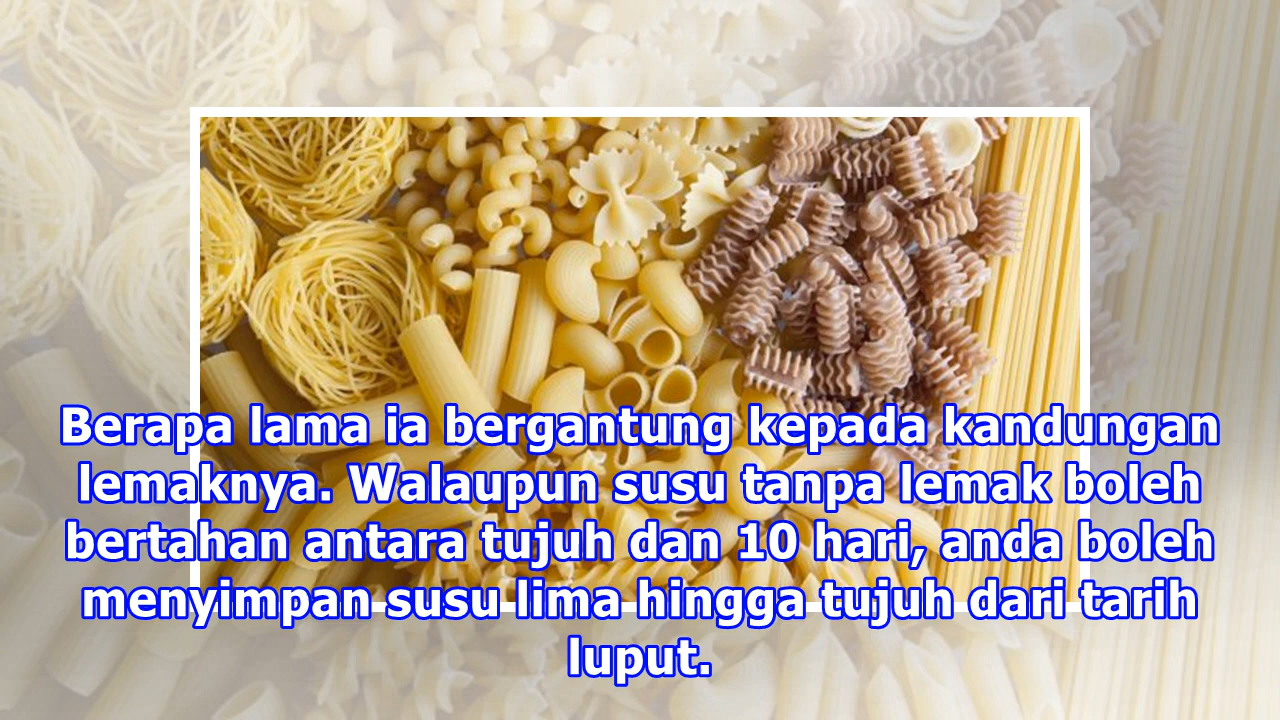 Berapa lama ia bergantung kepada kandungan
lemaknya. Walaupun susu tanpa lemak boleh
bertahan antara tujuh dan 10 hari, anda boleh
menyimpan susu lima hingga tujuh dari tarih
luput.